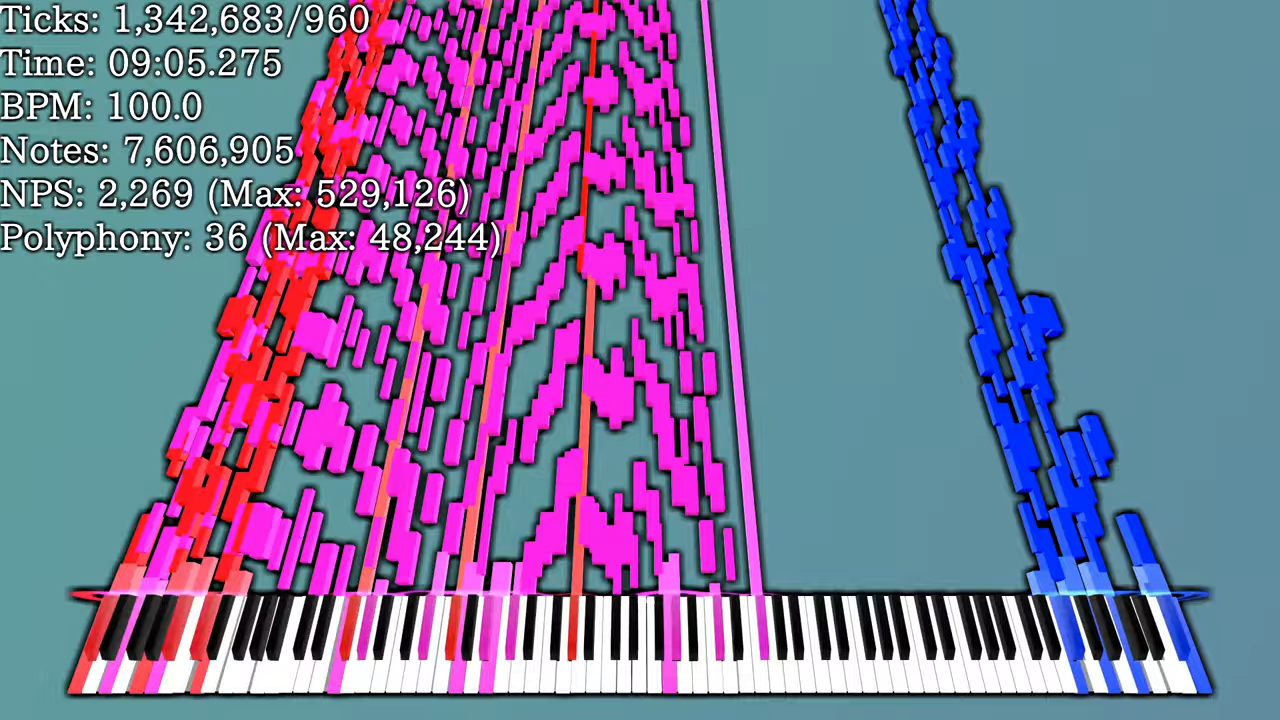 Ticks: 1,342,683/960
Time: 09:05.275
BPM: 100.0
Notes: 7,606,905
NPS: 2,269 (Max: 529,126)
Polyphony: 36 (Max: 48,244)